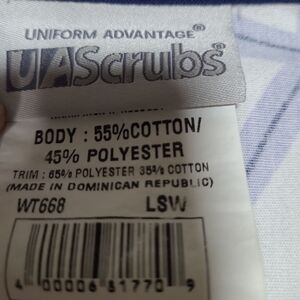 UNIFORM ADVANTAGE®
UAScrubs®
BODY : 55%COTTON/
45% POLYESTER
TRIM : 65% POLYESTER 35% COTTON
(MADE IN DOMINICAN REPUBLIC)
WT668 LSW
4 00006 81770 9